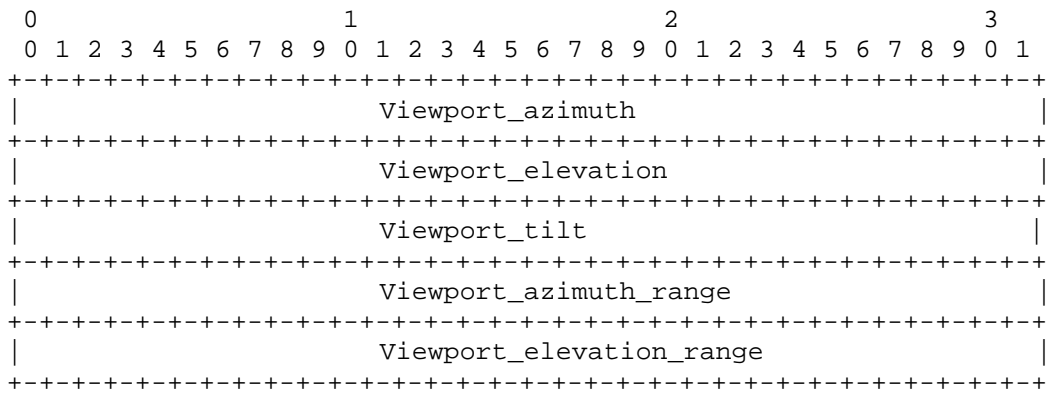 0                   1                   2                   3
 0 1 2 3 4 5 6 7 8 9 0 1 2 3 4 5 6 7 8 9 0 1 2 3 4 5 6 7 8 9 0 1
+-+-+-+-+-+-+-+-+-+-+-+-+-+-+-+-+-+-+-+-+-+-+-+-+-+-+-+-+-+-+-+-+
|                      Viewport_azimuth                         |
+-+-+-+-+-+-+-+-+-+-+-+-+-+-+-+-+-+-+-+-+-+-+-+-+-+-+-+-+-+-+-+-+
|                      Viewport_elevation                       |
+-+-+-+-+-+-+-+-+-+-+-+-+-+-+-+-+-+-+-+-+-+-+-+-+-+-+-+-+-+-+-+-+
|                      Viewport_tilt                            |
+-+-+-+-+-+-+-+-+-+-+-+-+-+-+-+-+-+-+-+-+-+-+-+-+-+-+-+-+-+-+-+-+
|                      Viewport_azimuth_range                   |
+-+-+-+-+-+-+-+-+-+-+-+-+-+-+-+-+-+-+-+-+-+-+-+-+-+-+-+-+-+-+-+-+
|                      Viewport_elevation_range                 |
+-+-+-+-+-+-+-+-+-+-+-+-+-+-+-+-+-+-+-+-+-+-+-+-+-+-+-+-+-+-+-+-+